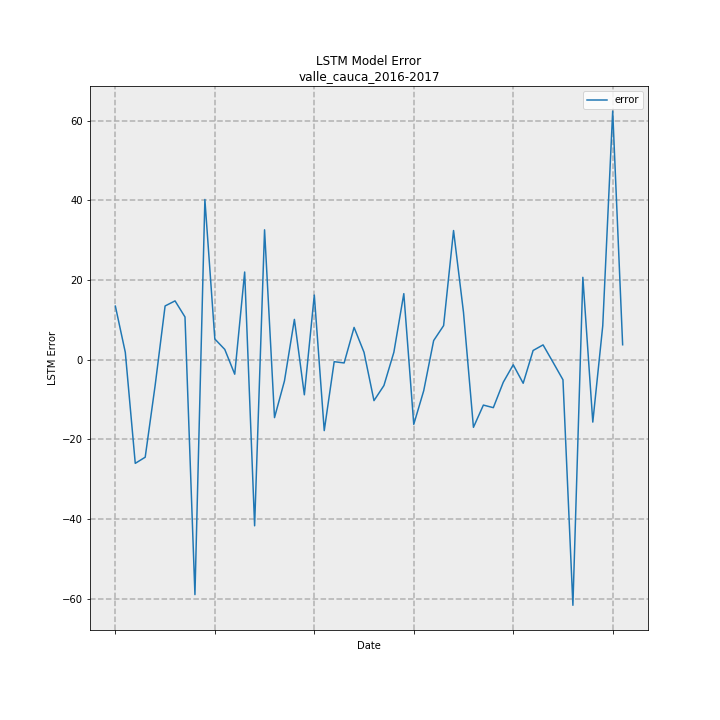 LSTM Model Error
valle_cauca_2016-2017
error
60
40
20
0
−20
−40
−60
LSTM Error
Date